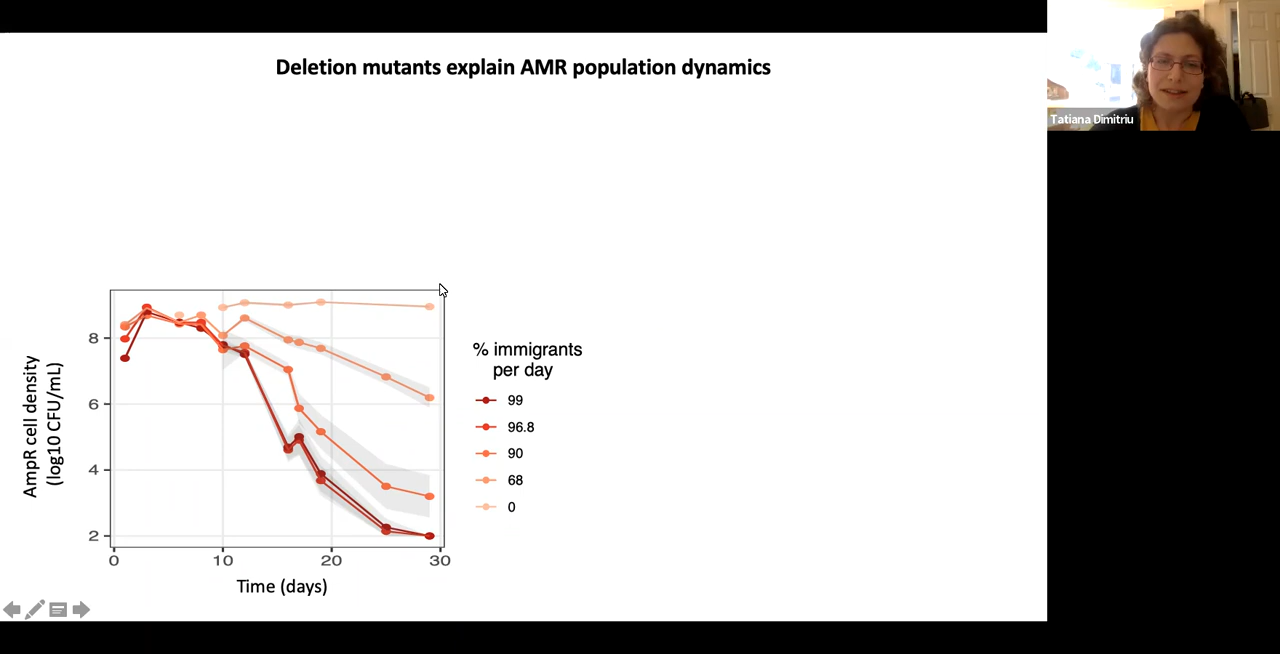 Deletion mutants explain AMR population dynamics
Tatiana Dimitriu
AmpR cell density
(log10 CFU/mL)
8
6
4
2
0
10
20
30
Time (days)
% immigrants
per day
99
96.8
90
68
0